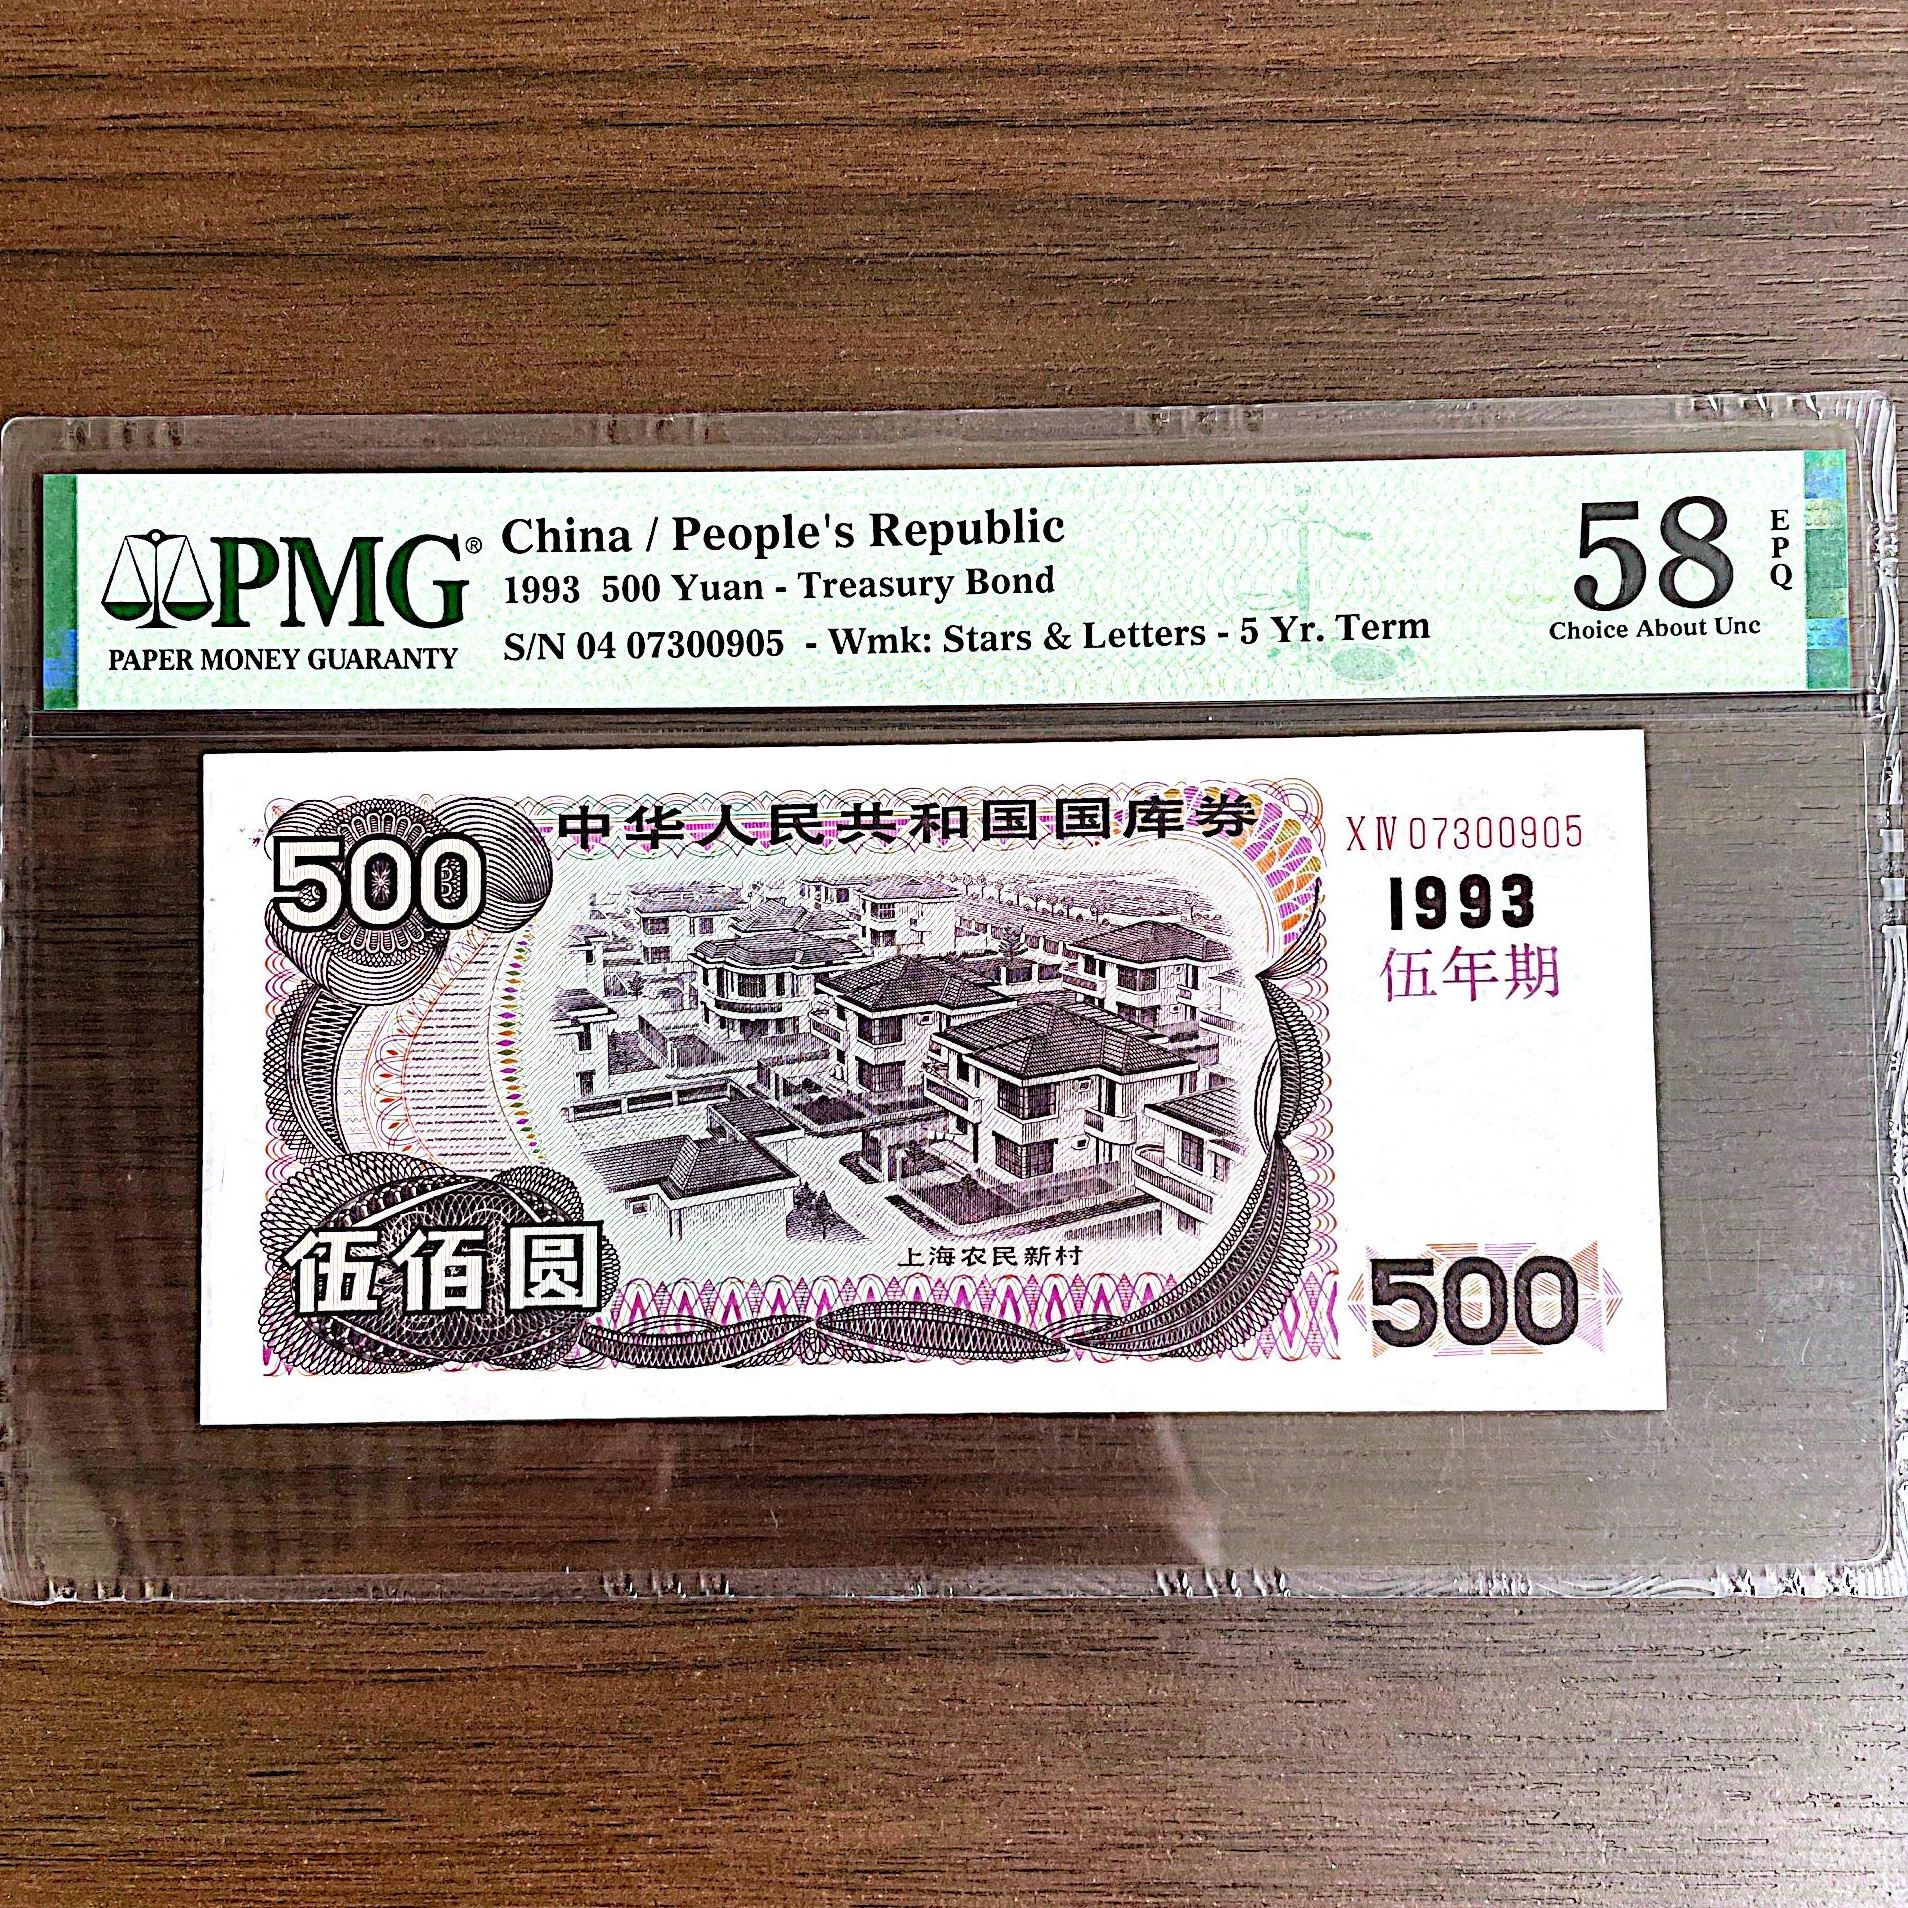 PMG®
PAPER MONEY GUARANTY
China / People's Republic
1993 500 Yuan - Treasury Bond
S/N 04 07300905 - Wmk: Stars & Letters - 5 Yr. Term
58
EPQ
Choice About Unc
中华人民共和国国库券
500
XIV 07300905
1993
伍年期
上海农民新村
伍佰圆
500